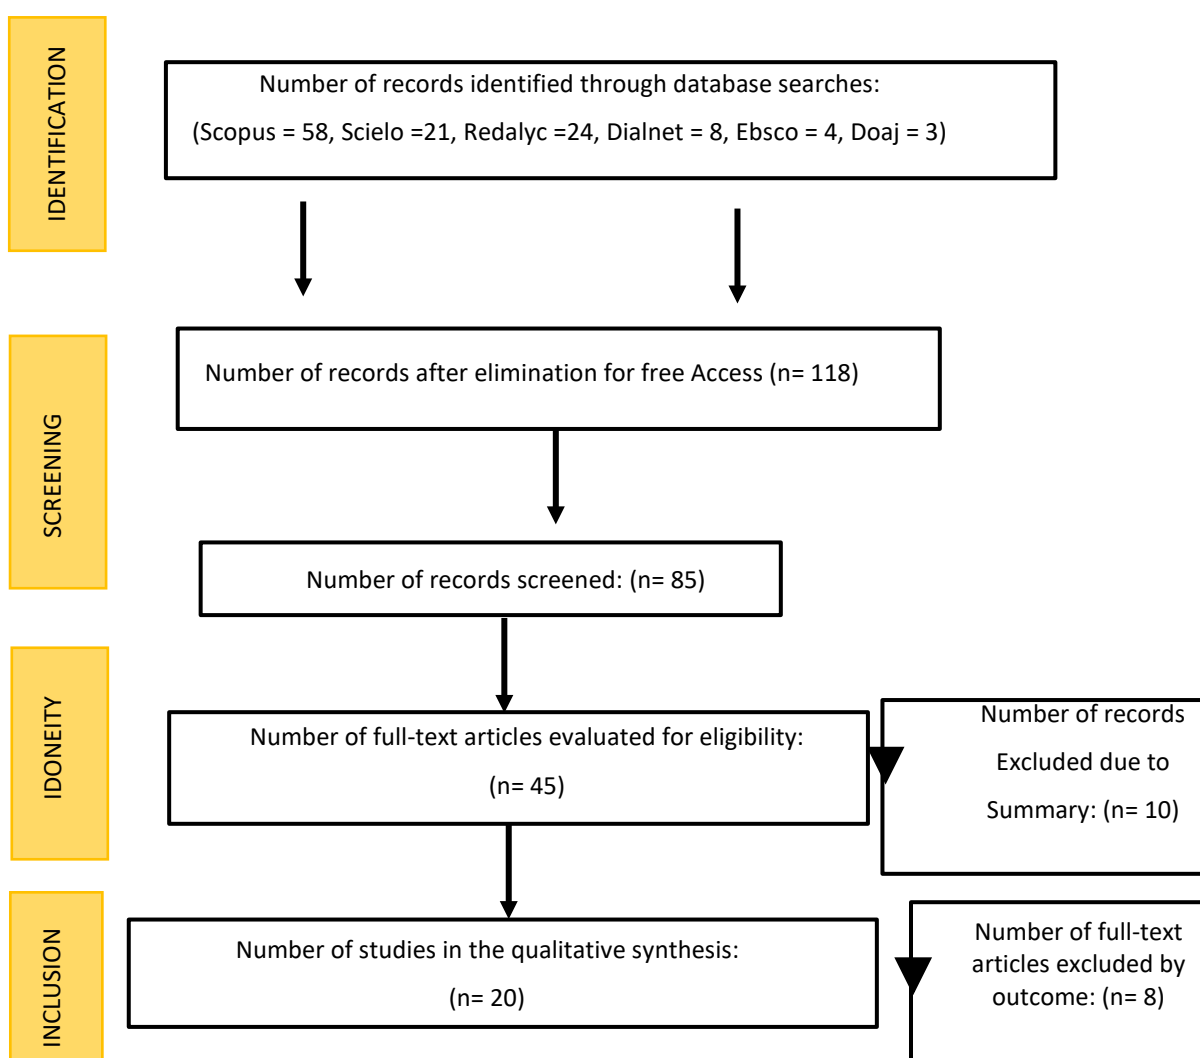 IDENTIFICATION
Number of records identified through database searches:
(Scopus = 58, Scielo =21, Redalyc =24, Dialnet = 8, Ebsco = 4, Doaj = 3)
SCREENING
Number of records after elimination for free Access (n= 118)
Number of records screened: (n= 85)
IDONEITY
Number of full-text articles evaluated for eligibility:
(n= 45)
Number of records
Excluded due to
Summary: (n= 10)
INCLUSION
Number of studies in the qualitative synthesis:
(n= 20)
Number of full-text
articles excluded by
outcome: (n= 8)